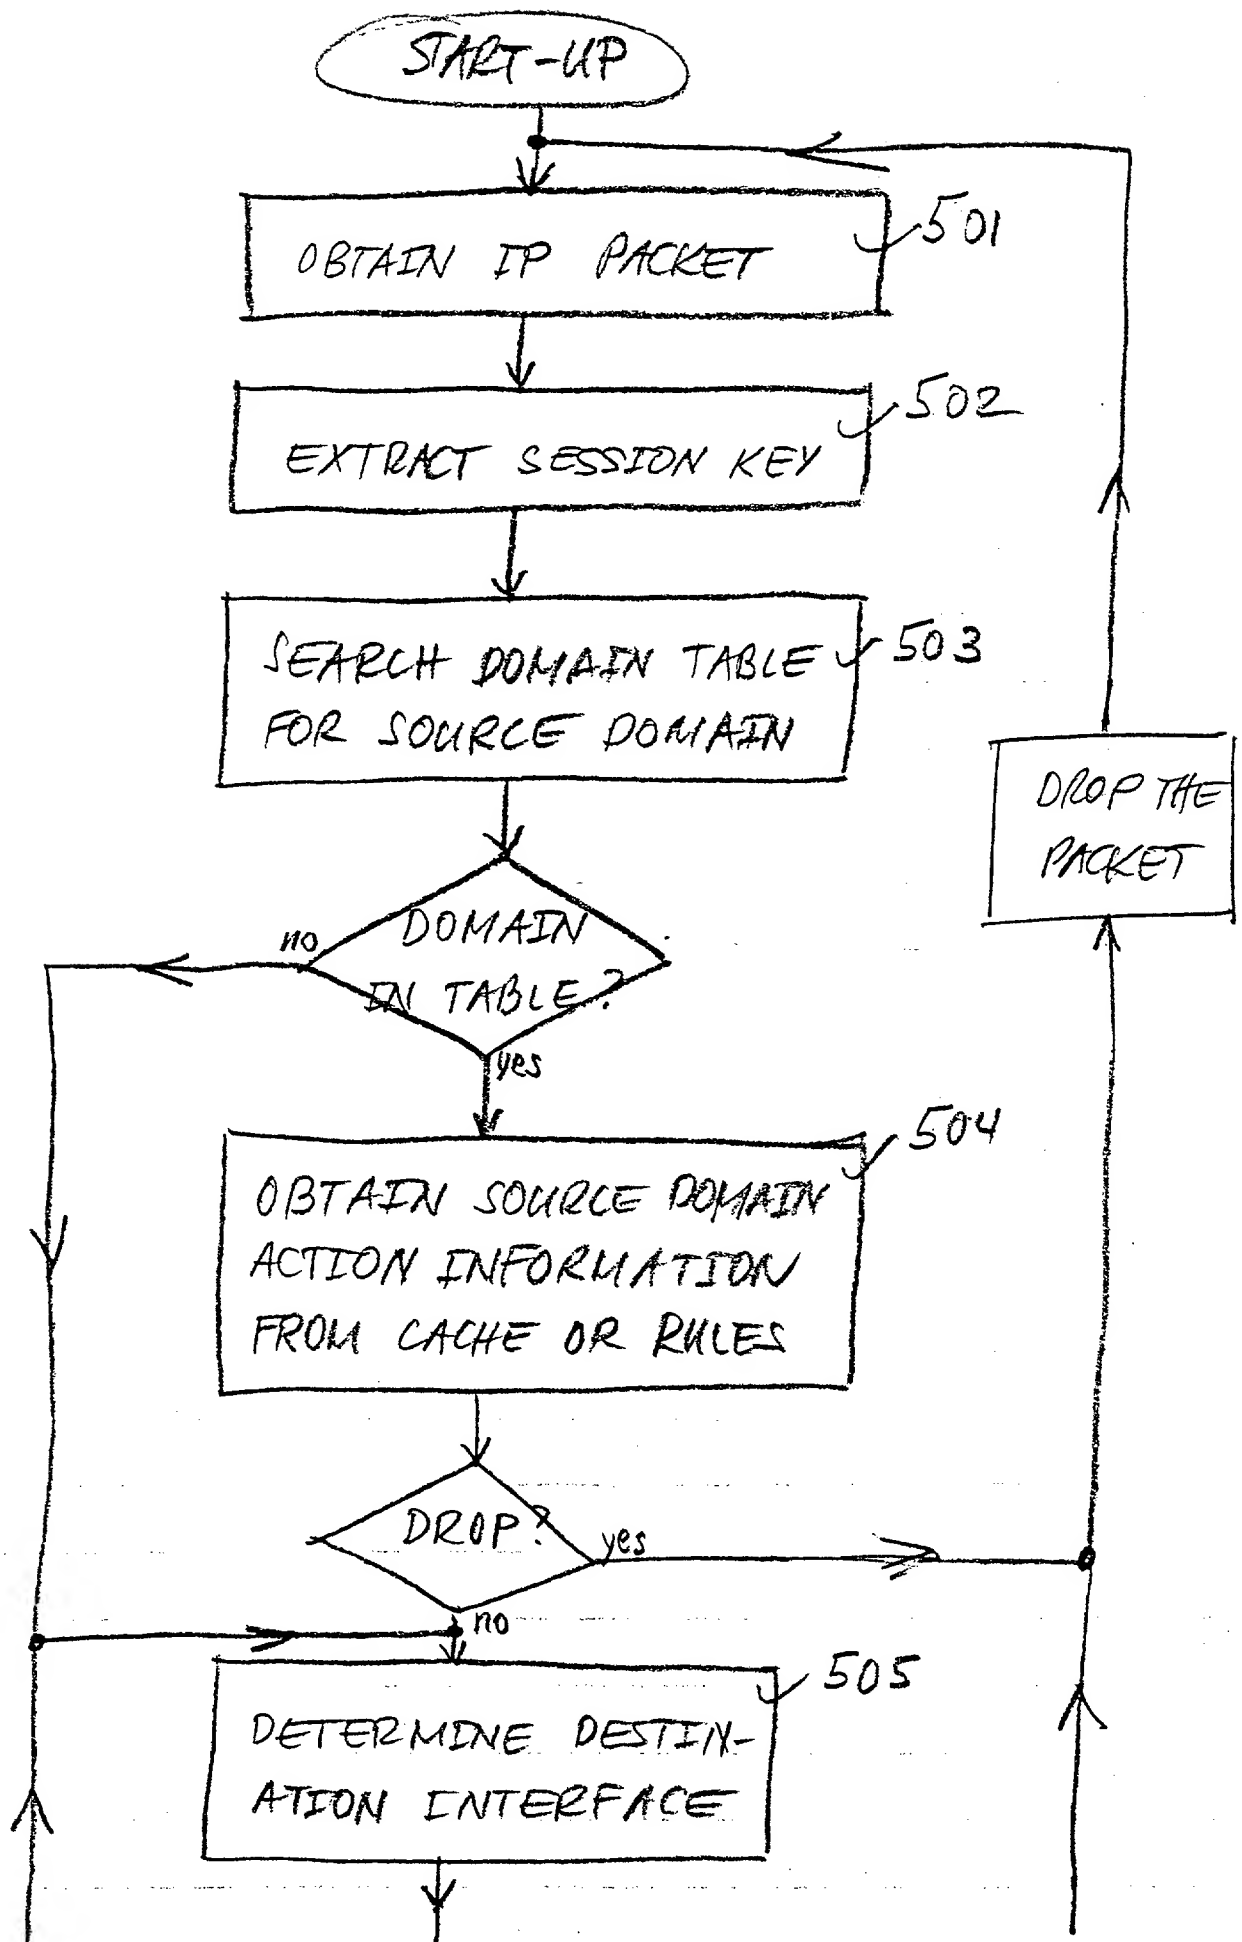 START-UP
501
OBTAIN IP PACKET
502
EXTRACT SESSION KEY
503
SEARCH DOMAIN TABLE
FOR SOURCE DOMAIN
DROP THE
PACKET
DOMAIN
no
IN TABLE?
yes
504
OBTAIN SOURCE DOMAIN
ACTION INFORMATION
FROM CACHE OR RULES
DROP?
yes
no
505
DETERMINE DESTIN-
ATION INTERFACE